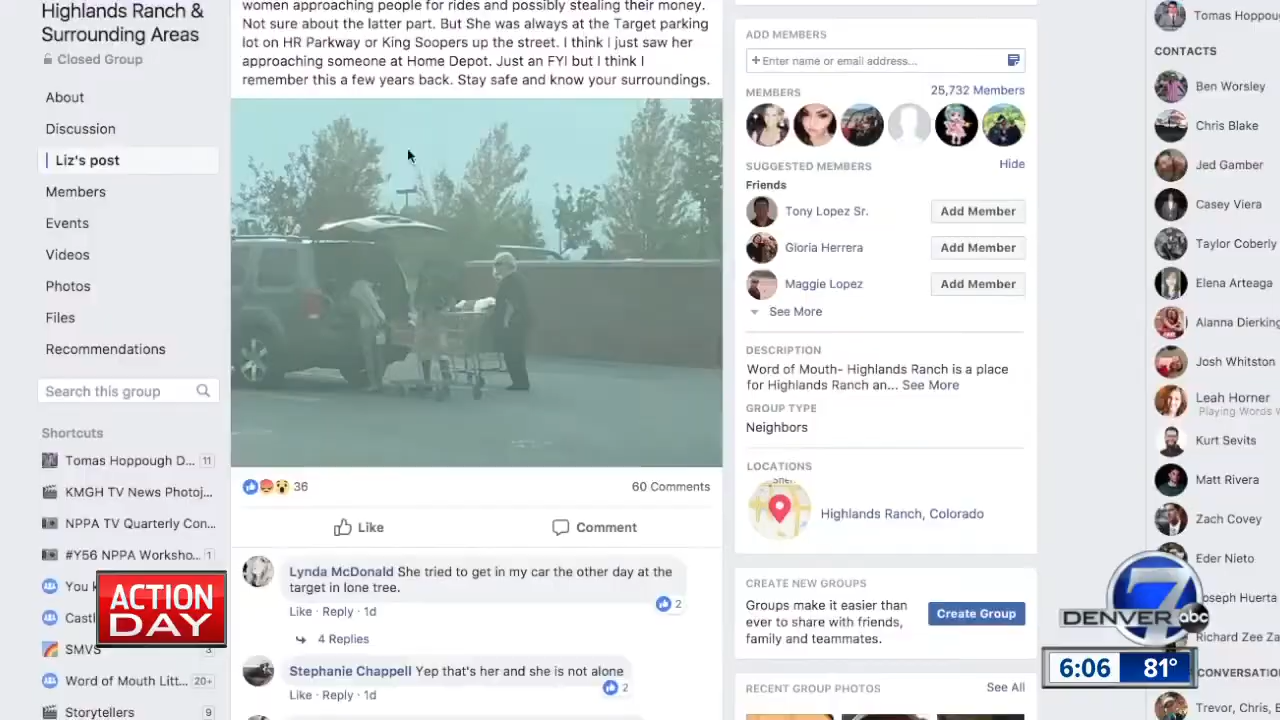 Highlands Ranch &
Surrounding Areas
Closed Group
About
Discussion
Liz's post
Members
Events
Videos
Photos
Files
Recommendations
Search this group
Shortcuts
Tomas Hoppough D... 11
KMGH TV News Photoj...
NPPA TV Quarterly Con...
#Y56 NPPA Worksho... 1
You
SMVS 3
Word of Mouth Litt... 20+
Storytellers 9
women approaching people for rides and possibly stealing their money.
Not sure about the latter part. But She was always at the Target parking
lot on HR Parkway or King Soopers up the street. I think I just saw her
approaching someone at Home Depot. Just an FYI but I think I
remember this a few years back. Stay safe and know your surroundings.
36
60 Comments
Like
Comment
Lynda McDonald She tried to get in my car the other day at the
target in lone tree.
2
Like · Reply · 1d
4 Replies
Stephanie Chappell Yep that's her and she is not alone
2
Like · Reply · 1d
ADD MEMBERS
+ Enter name or email address...
MEMBERS
25,732 Members
SUGGESTED MEMBERS
Hide
Friends
Tony Lopez Sr.
Add Member
Gloria Herrera
Add Member
Maggie Lopez
Add Member
See More
DESCRIPTION
Word of Mouth- Highlands Ranch is a place
for Highlands Ranch an... See More
GROUP TYPE
Neighbors
LOCATIONS
Highlands Ranch, Colorado
CREATE NEW GROUPS
Groups make it easier than
ever to share with friends,
family and teammates.
Create Group
RECENT GROUP PHOTOS
See All
Tomas Hoppou
CONTACTS
Ben Worsley
Chris Blake
Jed Gamber
Casey Viera
Taylor Coberly
Elena Arteaga
Alanna Dierking
Josh Whitston
Leah Horner
Playing Words W
Kurt Sevits
Matt Rivera
Zach Covey
Eder Nieto
oseph Huerta
Richard Zee Za
CONVERSATIO
Trevor, Chris, E
ACTION
DAY
7
DENVER abc
6:06 81°